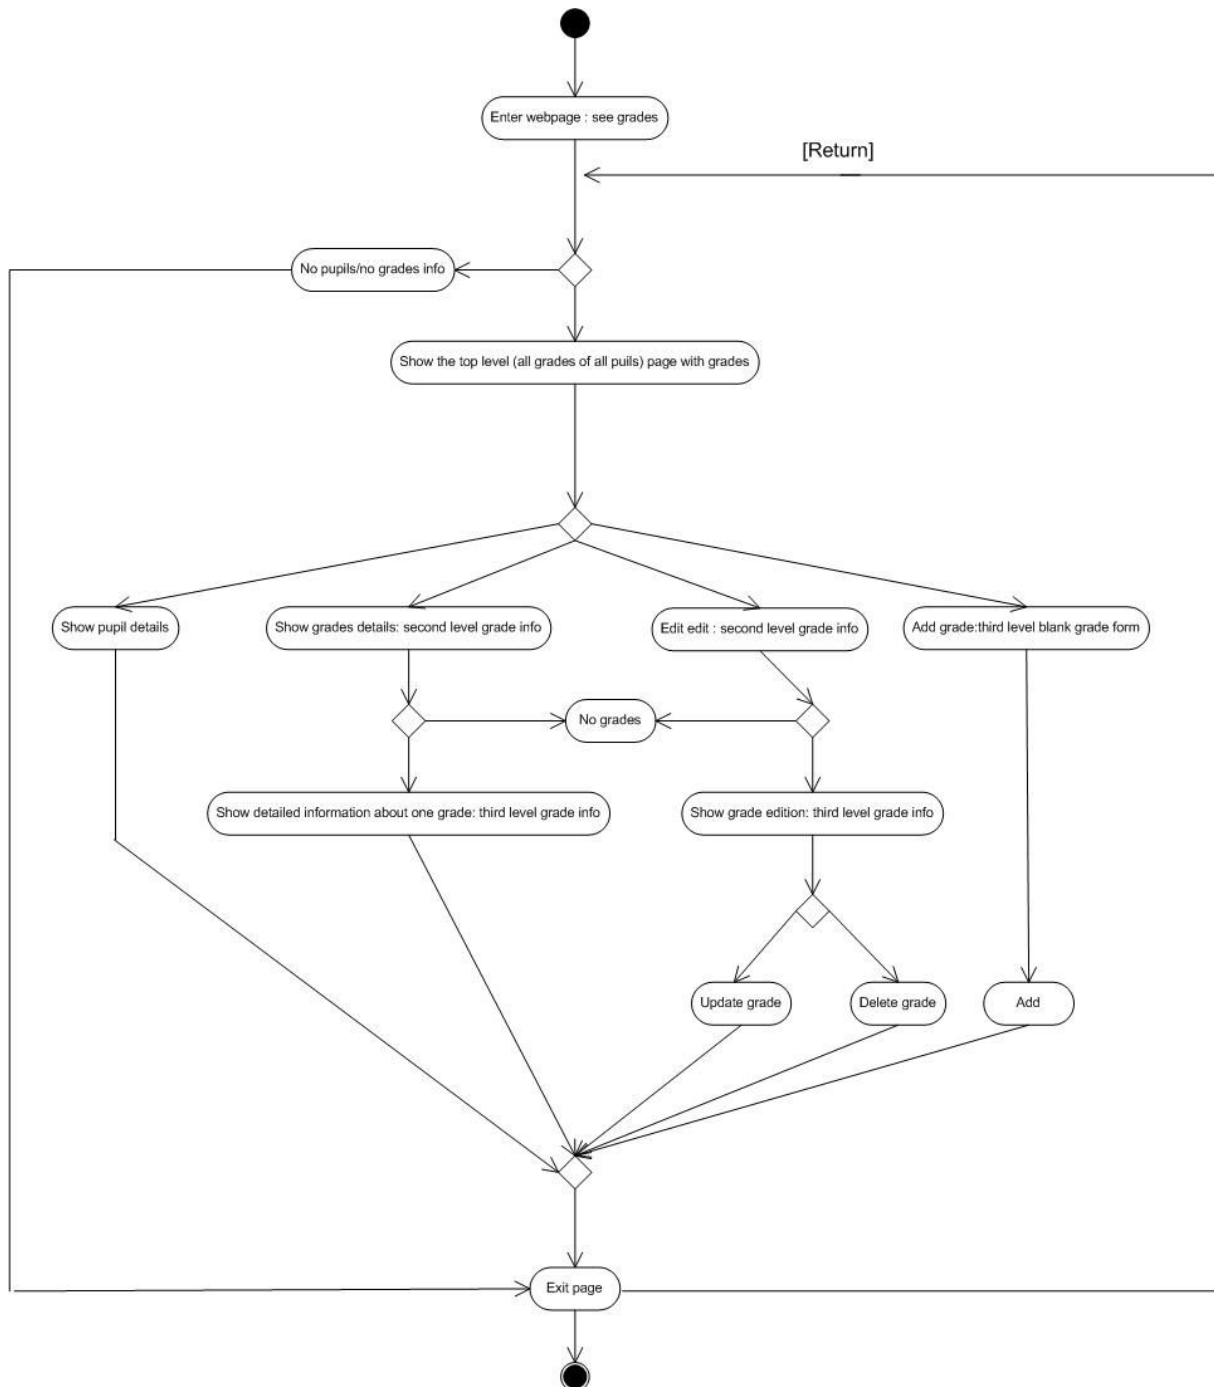 Enter webpage : see grades
[Return]
No pupils/no grades info
Show the top level (all grades of all puils) page with grades
Show pupil details
Show grades details: second level grade info
Edit edit : second level grade info
Add grade:third level blank grade form
No grades
Show detailed information about one grade: third level grade info
Show grade edition: third level grade info
Update grade
Delete grade
Add
Exit page